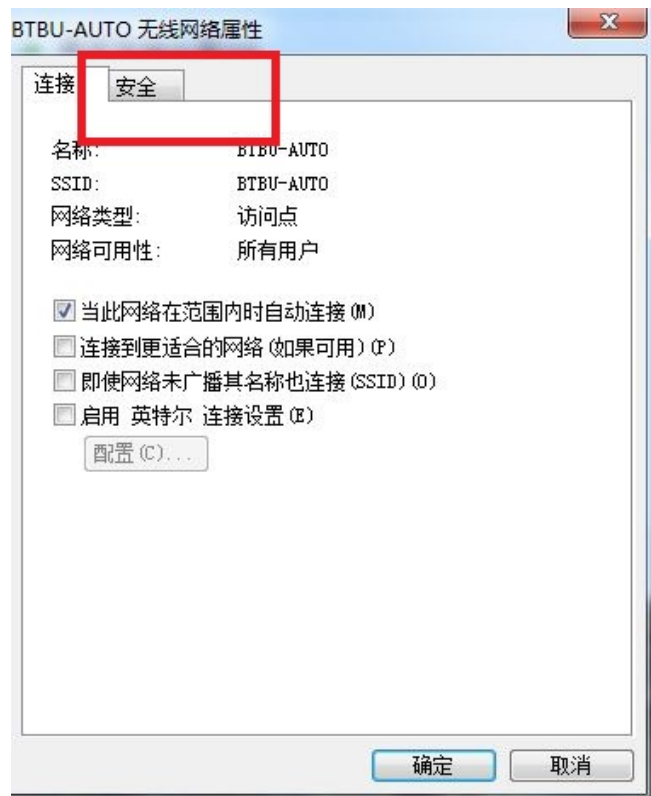 BTBU-AUTO 无线网络属性
连接 安全
名称: BTBU-AUTO
SSID: BTBU-AUTO
网络类型: 访问点
网络可用性: 所有用户
当此网络在范围内时自动连接(M)
连接到更适合的网络(如果可用)(P)
即使网络未广播其名称也连接(SSID)(O)
启用 英特尔 连接设置(E)
配置(C)...
确定 取消